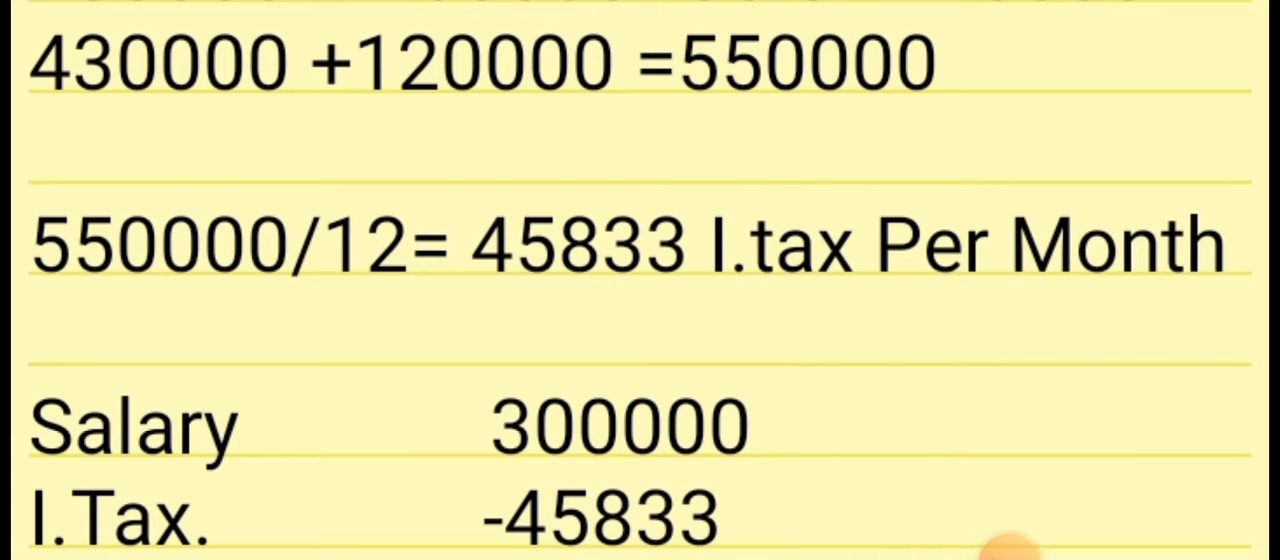 430000 +120000 =550000
550000/12= 45833 I.tax Per Month
Salary 300000
I.Tax. -45833